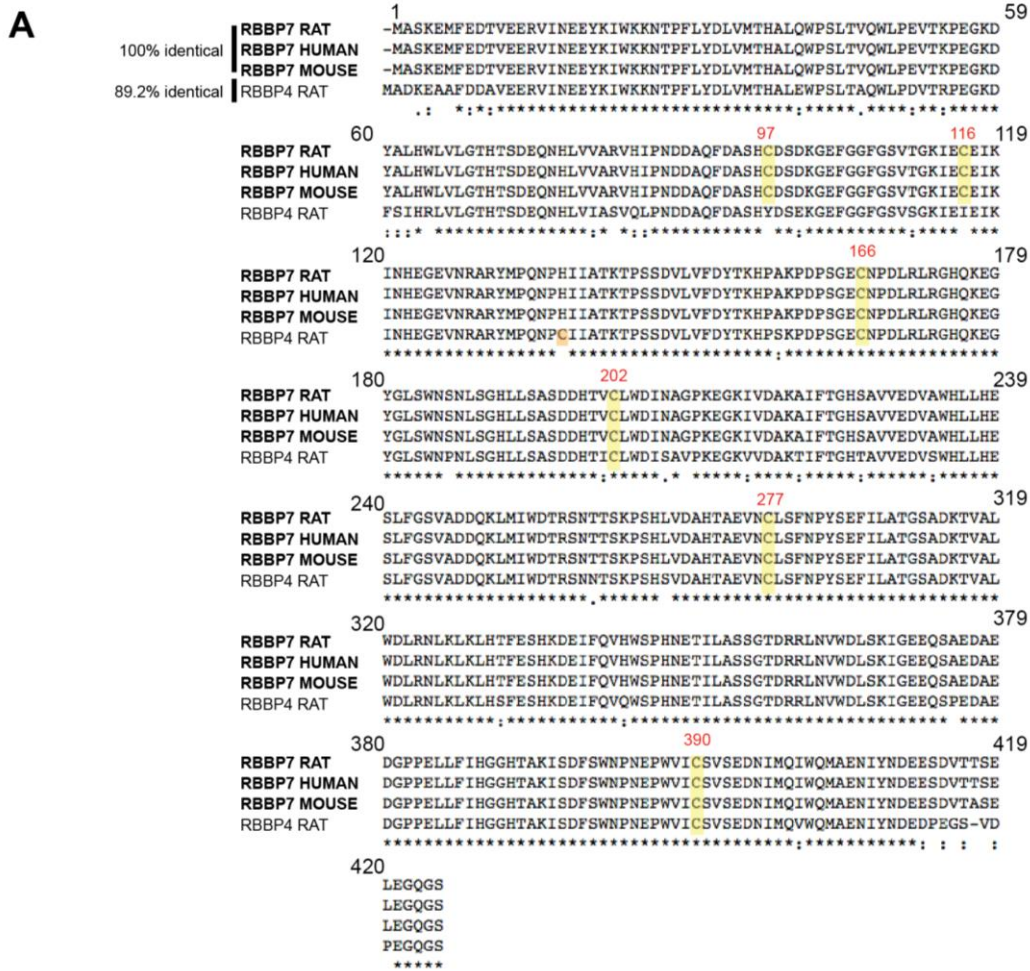 A
1 59
100% identical
89.2% identical
RBBP7 RAT -MASKEMFEDTVEERVINEEYKIWKKNTPFLYDLVMTHALQWPSLTVQWLPEVTKPEGKD
RBBP7 HUMAN -MASKEMFEDTVEERVINEEYKIWKKNTPFLYDLVMTHALQWPSLTVQWLPEVTKPEGKD
RBBP7 MOUSE -MASKEMFEDTVEERVINEEYKIWKKNTPFLYDLVMTHALQWPSLTVQWLPEVTKPEGKD
RBBP4 RAT MADKEAAFDDAVEERVINEEYKIWKKNTPFLYDLVMTHALEWPSLTAQWLPDVTRPEGKD
.: *:*:*****************************:*****.****:**:*****
60 97 116 119
RBBP7 RAT YALHWLVLGTHTSDEQNHLVVARVHIPNDDAQFDASHCDSDKGEFGGFGSVTGKIECEIK
RBBP7 HUMAN YALHWLVLGTHTSDEQNHLVVARVHIPNDDAQFDASHCDSDKGEFGGFGSVTGKIECEIK
RBBP7 MOUSE YALHWLVLGTHTSDEQNHLVVARVHIPNDDAQFDASHCDSDKGEFGGFGSVTGKIECEIK
RBBP4 RAT FSIHRLVLGTHTSDEQNHLVIASVQLPNDDAQFDASHYDSEKGEFGGFGSVSGKIEIEIK
:::* ***************:* *::*********** **:**********:**** ***
120 166 179
RBBP7 RAT INHEGEVNRARYMPQNPHIIATKTPSSDVLVFDYTKHPAKPDPSGECNPDLRLRGHQKEG
RBBP7 HUMAN INHEGEVNRARYMPQNPHIIATKTPSSDVLVFDYTKHPAKPDPSGECNPDLRLRGHQKEG
RBBP7 MOUSE INHEGEVNRARYMPQNPHIIATKTPSSDVLVFDYTKHPAKPDPSGECNPDLRLRGHQKEG
RBBP4 RAT INHEGEVNRARYMPQNPCIIATKTPSSDVLVFDYTKHPSKPDPSGECNPDLRLRGHQKEG
***************** ********************:*********************
180 202 239
RBBP7 RAT YGLSWNSNLSGHLLSASDDHTVCLWDINAGPKEGKIVDAKAIFTGHSAVVEDVAWHLLHE
RBBP7 HUMAN YGLSWNSNLSGHLLSASDDHTVCLWDINAGPKEGKIVDAKAIFTGHSAVVEDVAWHLLHE
RBBP7 MOUSE YGLSWNSNLSGHLLSASDDHTVCLWDINAGPKEGKIVDAKAIFTGHSAVVEDVAWHLLHE
RBBP4 RAT YGLSWNPNLSGHLLSASDDHTICLWDISAVPKEGKVVDAKTIFTGHTAVVEDVSWHLLHE
****** **************:*****.* *****:****:*****:******:******
240 277 319
RBBP7 RAT SLFGSVADDQKLMIWDTRSNTTSKPSHLVDAHTAEVNCLSFNPYSEFILATGSADKTVAL
RBBP7 HUMAN SLFGSVADDQKLMIWDTRSNTTSKPSHLVDAHTAEVNCLSFNPYSEFILATGSADKTVAL
RBBP7 MOUSE SLFGSVADDQKLMIWDTRSNTTSKPSHLVDAHTAEVNCLSFNPYSEFILATGSADKTVAL
RBBP4 RAT SLFGSVADDQKLMIWDTRSNNTSKPSHSVDAHTAEVNCLSFNPYSEFILATGSADKTVAL
********************.****** ********************************
320 379
RBBP7 RAT WDLRNLKLKLHTFESHKDEIFQVHWSPHNETILASSGTDRRLNVWDLSKIGEEQSAEDAE
RBBP7 HUMAN WDLRNLKLKLHTFESHKDEIFQVHWSPHNETILASSGTDRRLNVWDLSKIGEEQSAEDAE
RBBP7 MOUSE WDLRNLKLKLHTFESHKDEIFQVHWSPHNETILASSGTDRRLNVWDLSKIGEEQSAEDAE
RBBP4 RAT WDLRNLKLKLHSFESHKDEIFQVQWSPHNETILASSGTDRRLNVWDLSKIGEEQSPEDAE
***********:***********:******************************* ****
380 390 419
RBBP7 RAT DGPPELLFIHGGHTAKISDFSWNPNEPWVICSVSEDNIMQIWQMAENIYNDEESDVTTSE
RBBP7 HUMAN DGPPELLFIHGGHTAKISDFSWNPNEPWVICSVSEDNIMQIWQMAENIYNDEESDVTTSE
RBBP7 MOUSE DGPPELLFIHGGHTAKISDFSWNPNEPWVICSVSEDNIMQIWQMAENIYNDEESDVTASE
RBBP4 RAT DGPPELLFIHGGHTAKISDFSWNPNEPWVICSVSEDNIMQVWQMAENIYNDEDPEGS-VD
****************************************:***********: : : :
420
LEGQGS
LEGQGS
LEGQGS
PEGQGS
*****